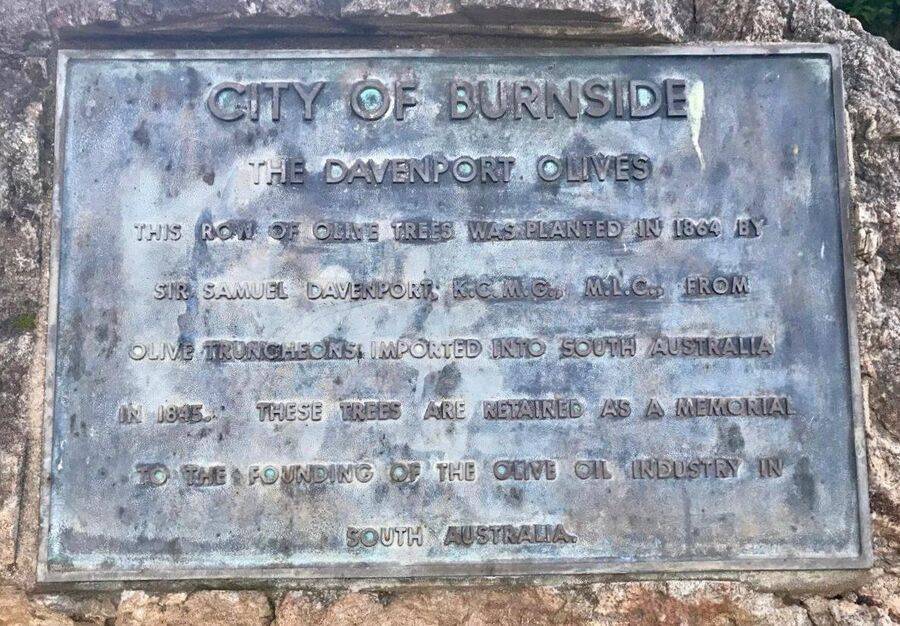 CITY OF BURNSIDE
THE DAVENPORT OLIVES
THIS ROW OF OLIVE TREES WAS PLANTED IN 1864 BY
SIR SAMUEL DAVENPORT, K.C.M.G., M.L.C., FROM
OLIVE TRUNCHEONS IMPORTED INTO SOUTH AUSTRALIA
IN 1845. THESE TREES ARE RETAINED AS A MEMORIAL
TO THE FOUNDING OF THE OLIVE OIL INDUSTRY IN
SOUTH AUSTRALIA.